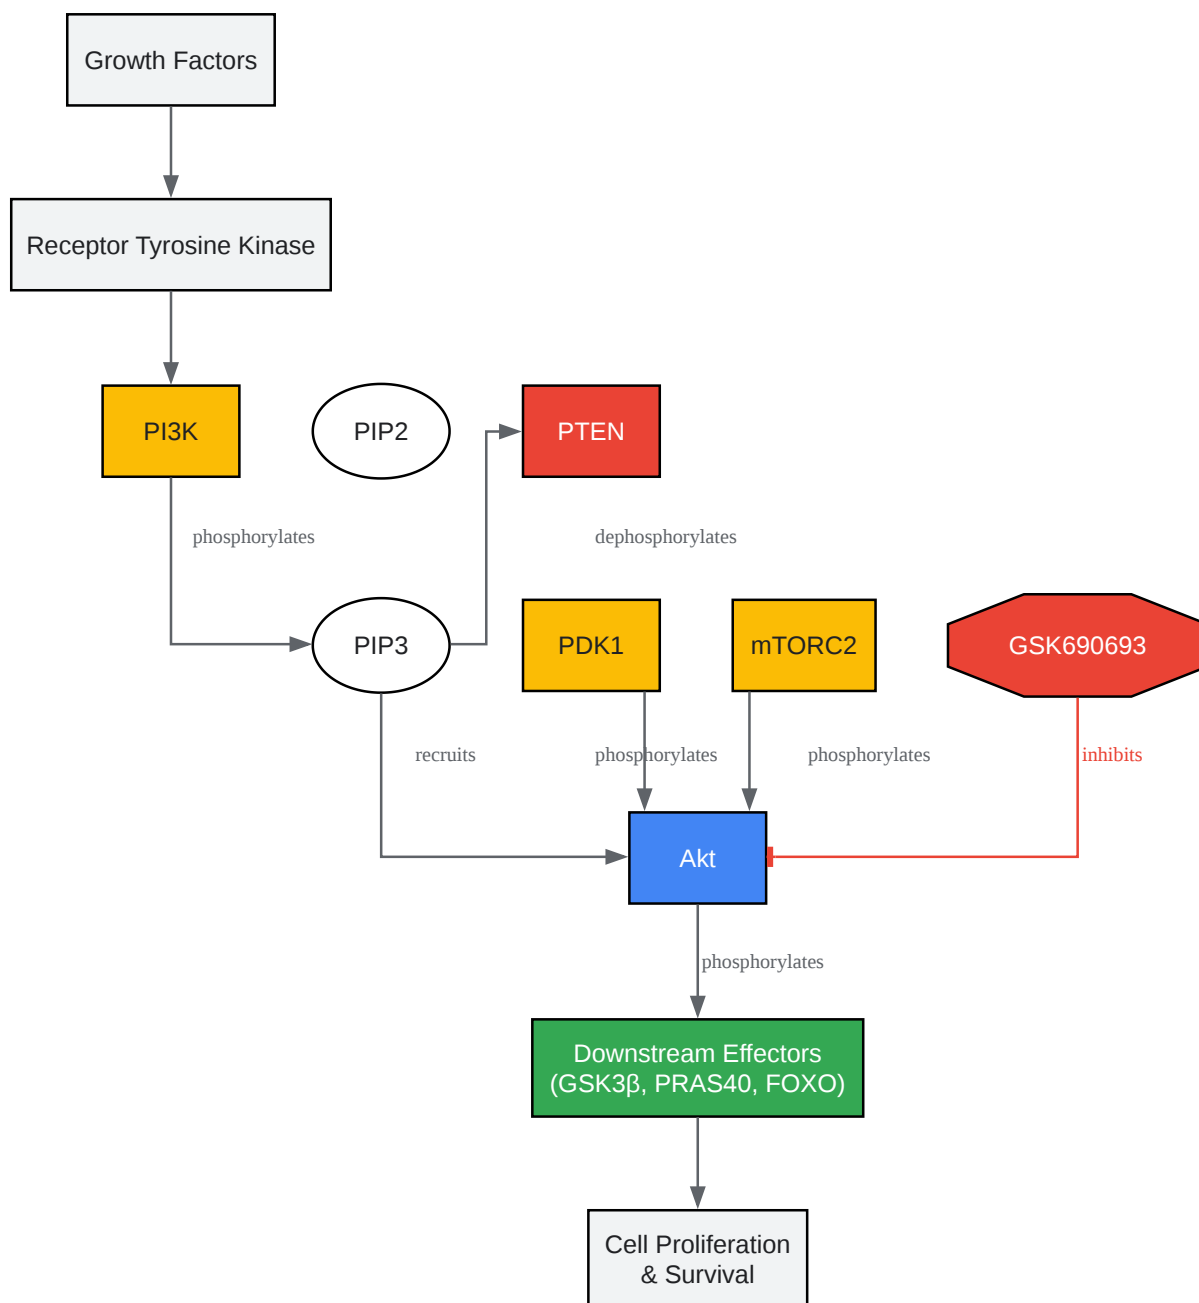 Growth Factors
Receptor Tyrosine Kinase
PI3K
PIP2
PTEN
phosphorylates
dephosphorylates
PIP3
PDK1
mTORC2
GSK690693
recruits
phosphorylates
phosphorylates
inhibits
Akt
phosphorylates
Downstream Effectors
(GSK3β, PRAS40, FOXO)
Cell Proliferation
& Survival